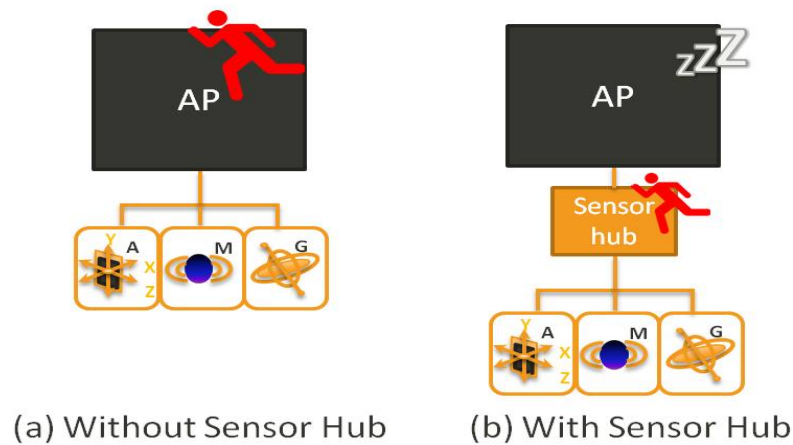 AP
Y
A
X
Z
M
G
(a) Without Sensor Hub
zZZ
AP
Sensor
hub
Y
A
X
Z
M
G
(b) With Sensor Hub